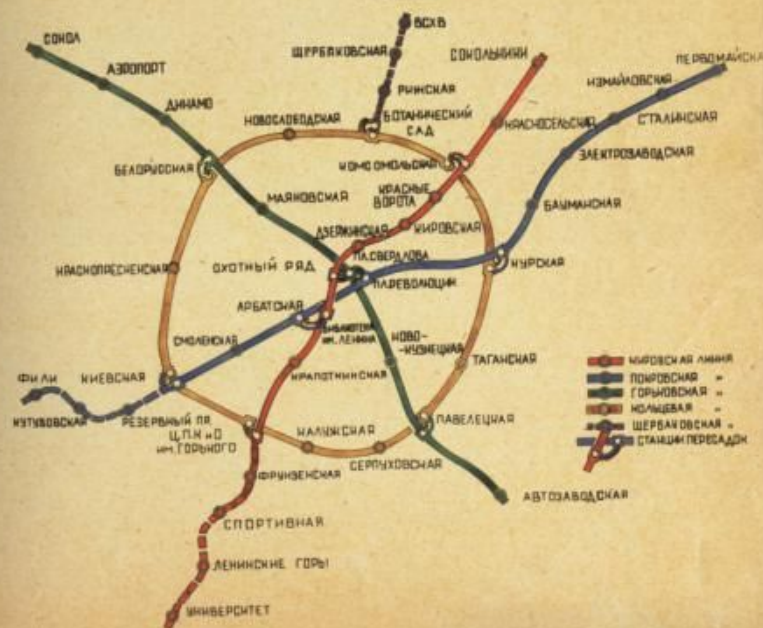 ВСХВ
СОКОЛ
ЩЕРБАКОВСКАЯ
СОКОЛЬНИКИ
ПЕРВОМАЙСКАЯ
АЭРОПОРТ
РИЖСКАЯ
ИЗМАЙЛОВСКАЯ
ДИНАМО
НОВОСЛОБОДСКАЯ
БОТАНИЧЕСКИЙ
САД
КРАСНОСЕЛЬСКАЯ
СТАЛИНСКАЯ
БЕЛОРУССКАЯ
КОМСОМОЛЬСКАЯ
ЭЛЕКТРОЗАВОДСКАЯ
МАЯКОВСКАЯ
КРАСНЫЕ
ВОРОТА
БАУМАНСКАЯ
ДЗЕРЖИНСКАЯ
КИРОВСКАЯ
ПЛ.СВЕРДЛОВА
КРАСНОПРЕСНЕНСКАЯ
ОХОТНЫЙ РЯД
ПЛ.РЕВОЛЮЦИИ
КУРСКАЯ
АРБАТСКАЯ
БИБЛИОТЕКА
ИМ. ЛЕНИНА
НОВО-
-КУЗНЕЦКАЯ
СМОЛЕНСКАЯ
ТАГАНСКАЯ
КРАПОТКИНСКАЯ
ФИЛИ
КИЕВСКАЯ
КУТУЗОВСКАЯ
РЕЗЕРВНЫЙ ПР.
Ц.П.К и О
ИМ. ГОРЬКОГО
КАЛУЖСКАЯ
ПАВЕЛЕЦКАЯ
СЕРПУХОВСКАЯ
ФРУНЗЕНСКАЯ
АВТОЗАВОДСКАЯ
СПОРТИВНАЯ
ЛЕНИНСКИЕ ГОРЫ
УНИВЕРСИТЕТ
КИРОВСКАЯ ЛИНИЯ
ПОКРОВСКАЯ "
ГОРЬКОВСКАЯ "
КОЛЬЦЕВАЯ "
ЩЕРБАКОВСКАЯ "
СТАНЦИИ ПЕРЕСАДОК